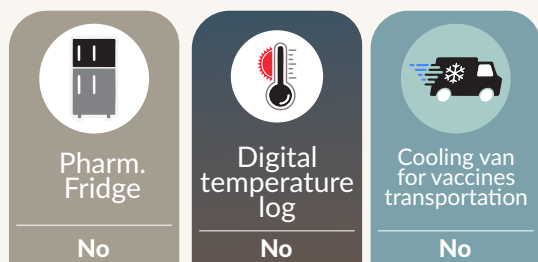 Pharm.
Fridge
No
Digital
temperature
log
No
Cooling van
for vaccines
transportation
No